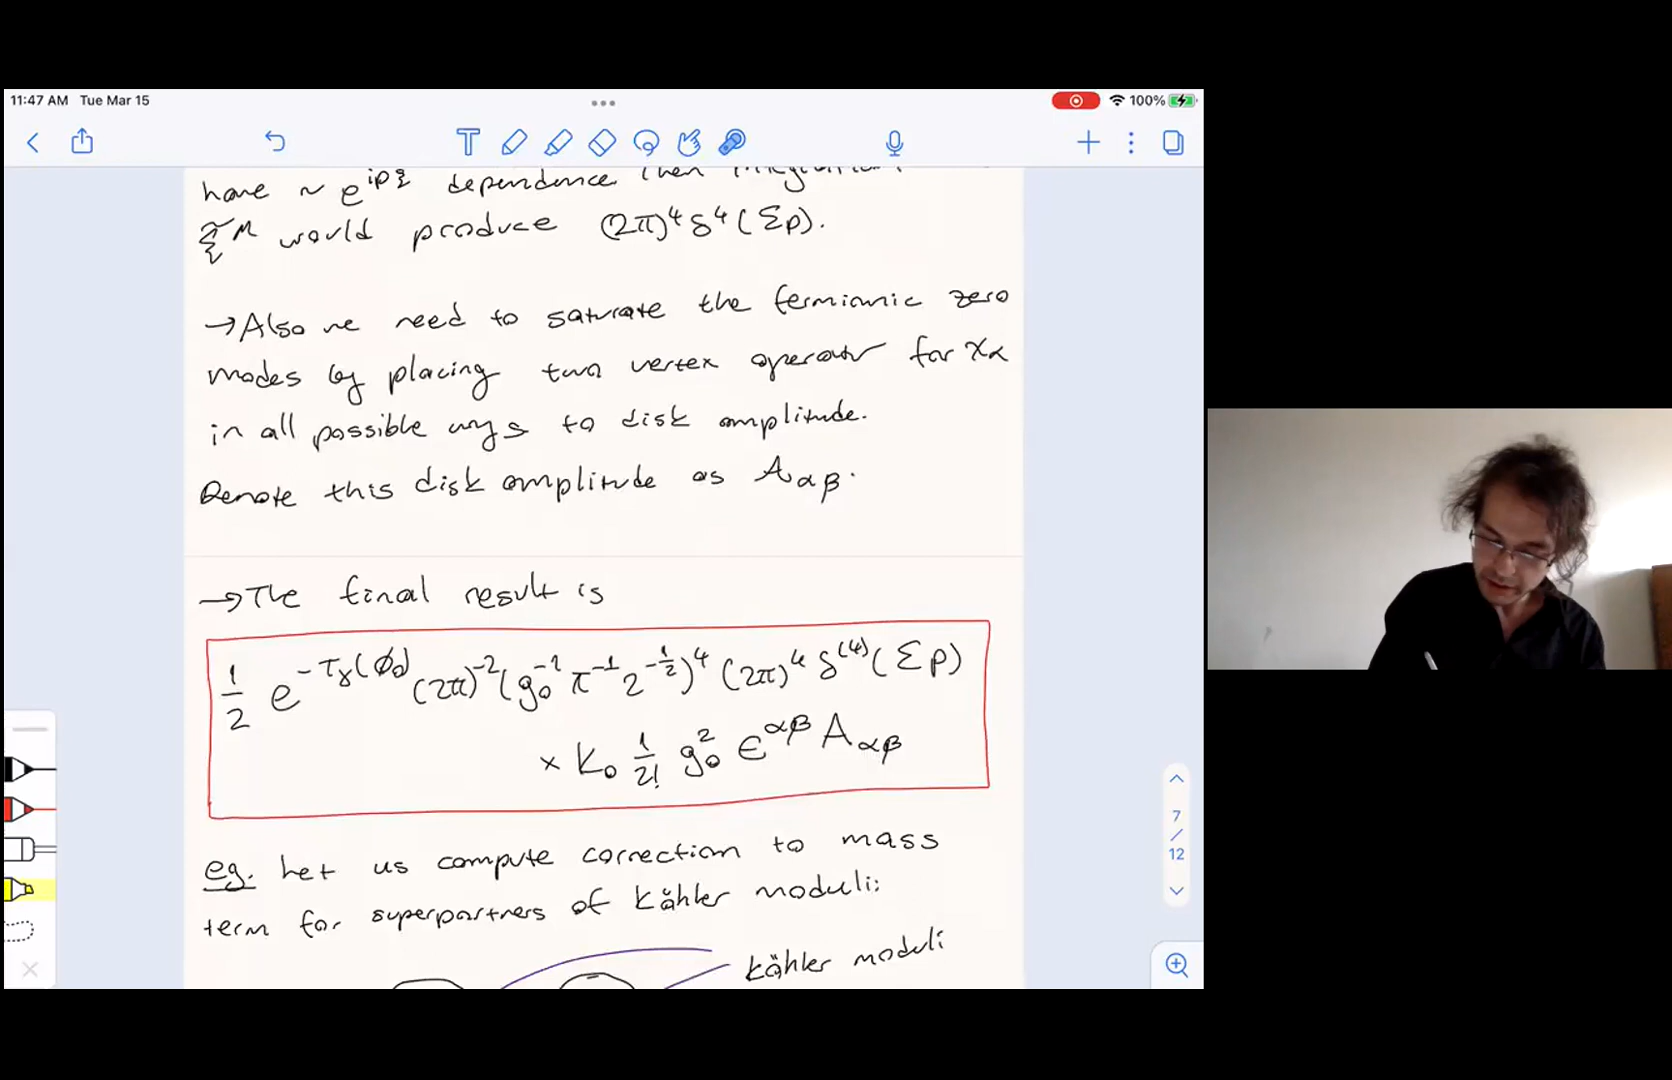 11:47 AM Tue Mar 15
100%
have ~ e^{ipξ} dependence then
ξ̃^μ would produce (2π)^4 δ^4(Σp).
→ Also we need to saturate the fermionic zero
modes by placing two vertex operator for χ_α
in all possible ways to disk amplitude.
Denote this disk amplitude as A_{αβ}.
→ The final result is
1/2 e^{-T_γ(ϕ_0)} (2π)^{-2} (g_0^{-1} π^{-1} 2^{-1/2})^4 (2π)^4 δ^{(4)}(Σp)
× K_0 1/2! g_0^2 ϵ^{αβ} A_{αβ}
eg. Let us compute correction to mass
term for superpartners of Kähler moduli:
Kähler moduli
7
/
12